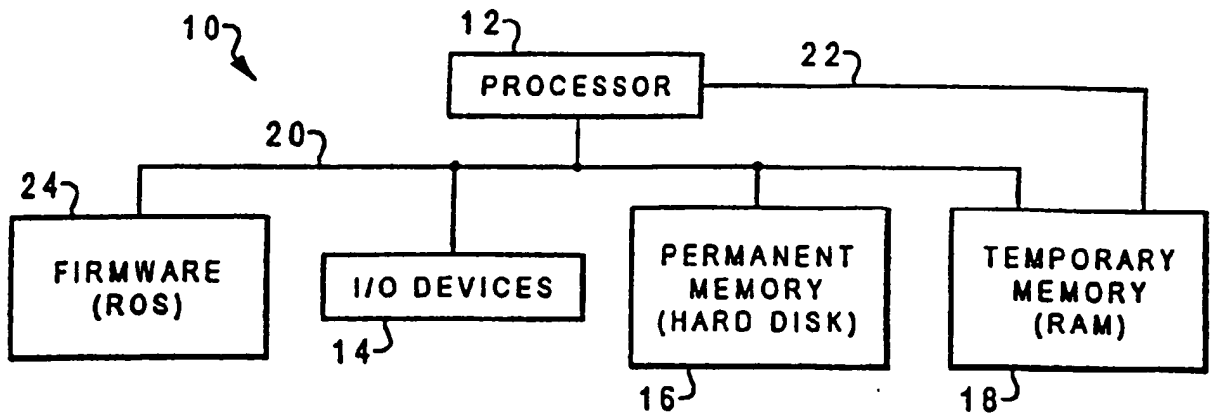 10
12
22
PROCESSOR
20
24
FIRMWARE
(ROS)
I/O DEVICES
14
PERMANENT
MEMORY
(HARD DISK)
16
TEMPORARY
MEMORY
(RAM)
18